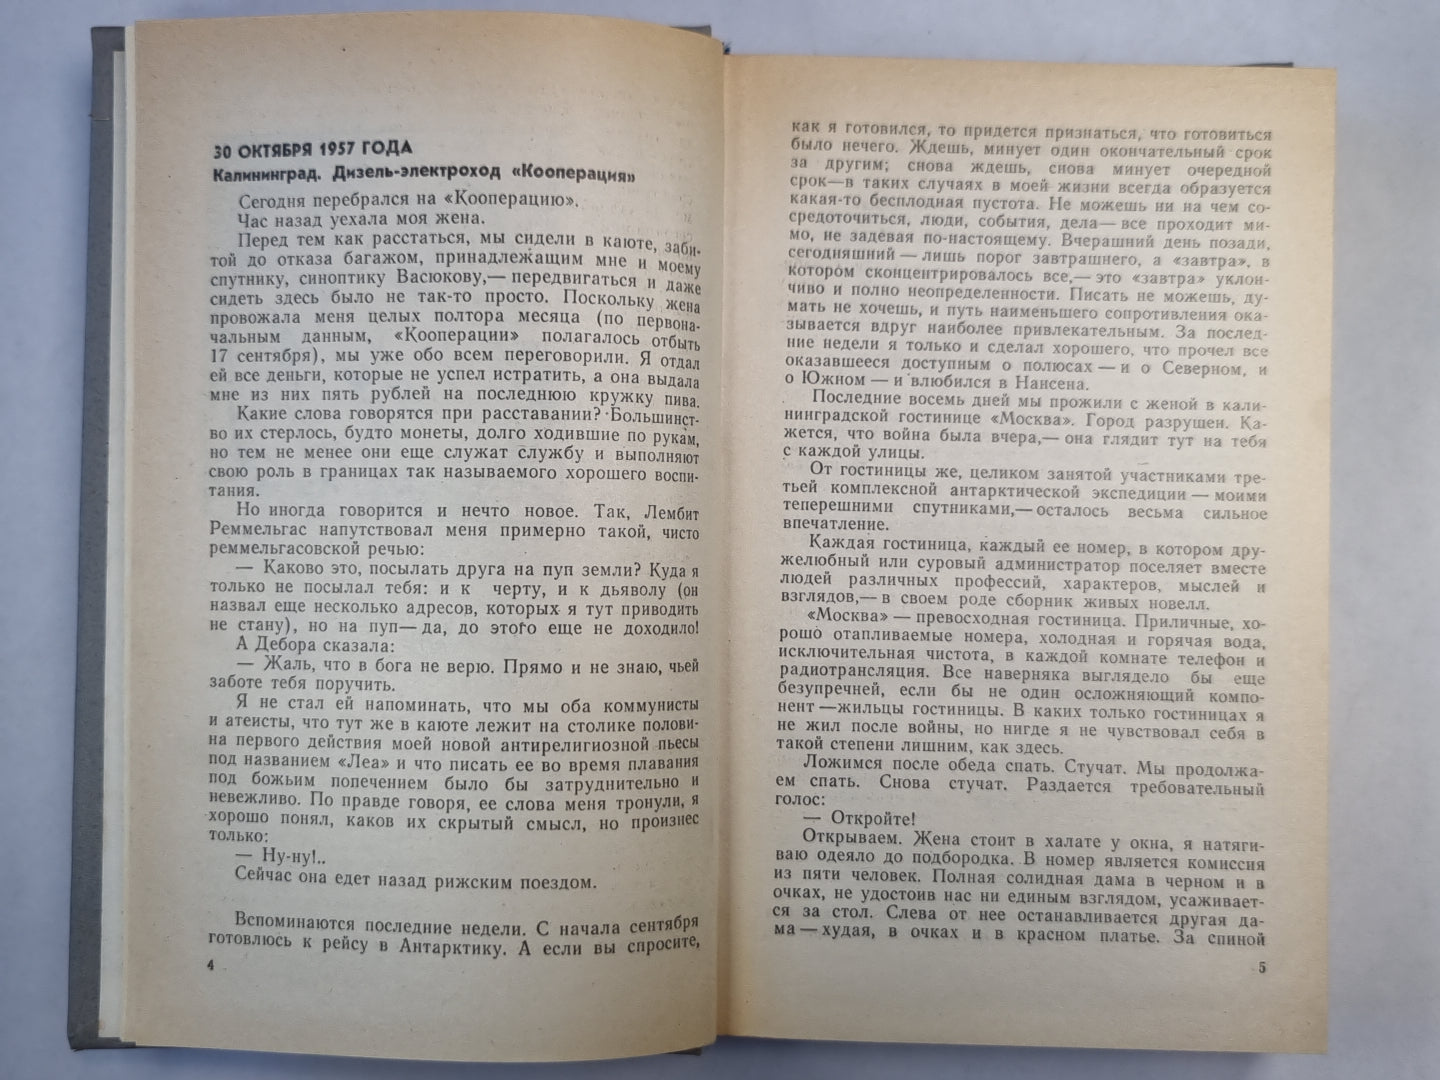 30 ОКТЯБРЯ 1957 ГОДА
Калининград. Дизель-электроход «Кооперация»
Сегодня перебрался на «Кооперацию».
Час назад уехала моя жена.
Перед тем как расстаться, мы сидели в каюте, заби-
той до отказа багажом, принадлежащим мне и моему
спутнику, синоптику Васюкову,— передвигаться и даже
сидеть здесь было не так-то просто. Поскольку жена
провожала меня целых полтора месяца (по первона-
чальным данным, «Кооперации» полагалось отбыть
17 сентября), мы уже обо всем переговорили. Я отдал
ей все деньги, которые не успел истратить, а она выдала
мне из них пять рублей на последнюю кружку пива.
Какие слова говорятся при расставании? Большинст-
во их стерлось, будто монеты, долго ходившие по рукам,
но тем не менее они еще служат службу и выполняют
свою роль в границах так называемого хорошего воспи-
тания.
Но иногда говорится и нечто новое. Так, Лембит
Реммельгас напутствовал меня примерно такой, чисто
реммельгасовской речью:
— Каково это, посылать друга на пуп земли? Куда я
только не посылал тебя: и к черту, и к дьяволу (он
назвал еще несколько адресов, которых я тут приводить
не стану), но на пуп— да, до этого еще не доходило!
А Дебора сказала:
— Жаль, что в бога не верю. Прямо и не знаю, чьей
заботе тебя поручить.
Я не стал ей напоминать, что мы оба коммунисты
и атеисты, что тут же в каюте лежит на столике полови-
на первого действия моей новой антирелигиозной пьесы
под названием «Леа» и что писать ее во время плавания
под божьим попечением было бы затруднительно и
невежливо. По правде говоря, ее слова меня тронули, я
хорошо понял, каков их скрытый смысл, но произнес
только:
— Ну-ну!..
Сейчас она едет назад рижским поездом.
Вспоминаются последние недели. С начала сентября
готовлюсь к рейсу в Антарктику. А если вы спросите,
4
как я готовился, то придется признаться, что готовиться
было нечего. Ждешь, минует один окончательный срок
за другим; снова ждешь, снова минует очередной
срок—в таких случаях в моей жизни всегда образуется
какая-то бесплодная пустота. Не можешь ни на чем со-
средоточиться, люди, события, дела— все проходит ми-
мо, не задевая по-настоящему. Вчерашний день позади,
сегодняшний — лишь порог завтрашнего, а «завтра», в
котором сконцентрировалось все,— это «завтра» уклон-
чиво и полно неопределенности. Писать не можешь, ду-
мать не хочешь, и путь наименьшего сопротивления ока-
зывается вдруг наиболее привлекательным. За послед-
ние недели я только и сделал хорошего, что прочел все
оказавшееся доступным о полюсах — и о Северном, и
о Южном — и влюбился в Нансена.
Последние восемь дней мы прожили с женой в кали-
нинградской гостинице «Москва». Город разрушен. Ка-
жется, что война была вчера,— она глядит тут на тебя
с каждой улицы.
От гостиницы же, целиком занятой участниками тре-
тьей комплексной антарктической экспедиции — моими
теперешними спутниками,— осталось весьма сильное
впечатление.
Каждая гостиница, каждый ее номер, в котором дру-
желюбный или суровый администратор поселяет вместе
людей различных профессий, характеров, мыслей и
взглядов,— в своем роде сборник живых новелл.
«Москва» — превосходная гостиница. Приличные, хо-
рошо отапливаемые номера, холодная и горячая вода,
исключительная чистота, в каждой комнате телефон и
радиотрансляция. Все наверняка выглядело бы еще
безупречней, если бы не один осложняющий компо-
нент —жильцы гостиницы. В каких только гостиницах я
не жил после войны, но нигде я не чувствовал себя в
такой степени лишним, как здесь.
Ложимся после обеда спать. Стучат. Мы продолжа-
ем спать. Снова стучат. Раздается требовательный
голос:
— Откройте!
Открываем. Жена стоит в халате у окна, я натяги-
ваю одеяло до подбородка. В номер является комиссия
из пяти человек. Полная солидная дама в черном и в
очках, не удостоив нас ни единым взглядом, усаживает-
ся за стол. Слева от нее останавливается другая да-
ма — худая, в очках и в красном платье. За спиной
5